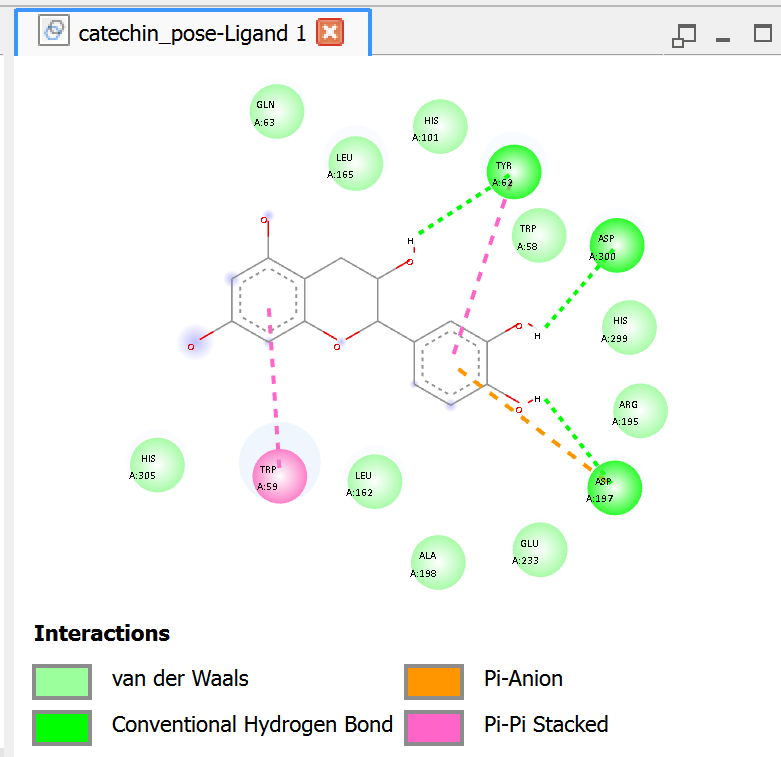 catechin_pose-Ligand 1
GLN
A:63
HIS
A:101
LEU
A:165
TYR
A:62
TRP
A:58
ASP
A:300
O
H
O
O
H
HIS
A:299
O
O
H
O
ARG
A:195
HIS
A:305
TRP
A:59
LEU
A:162
ASP
A:197
ALA
A:198
GLU
A:233
Interactions
van der Waals
Pi-Anion
Conventional Hydrogen Bond
Pi-Pi Stacked